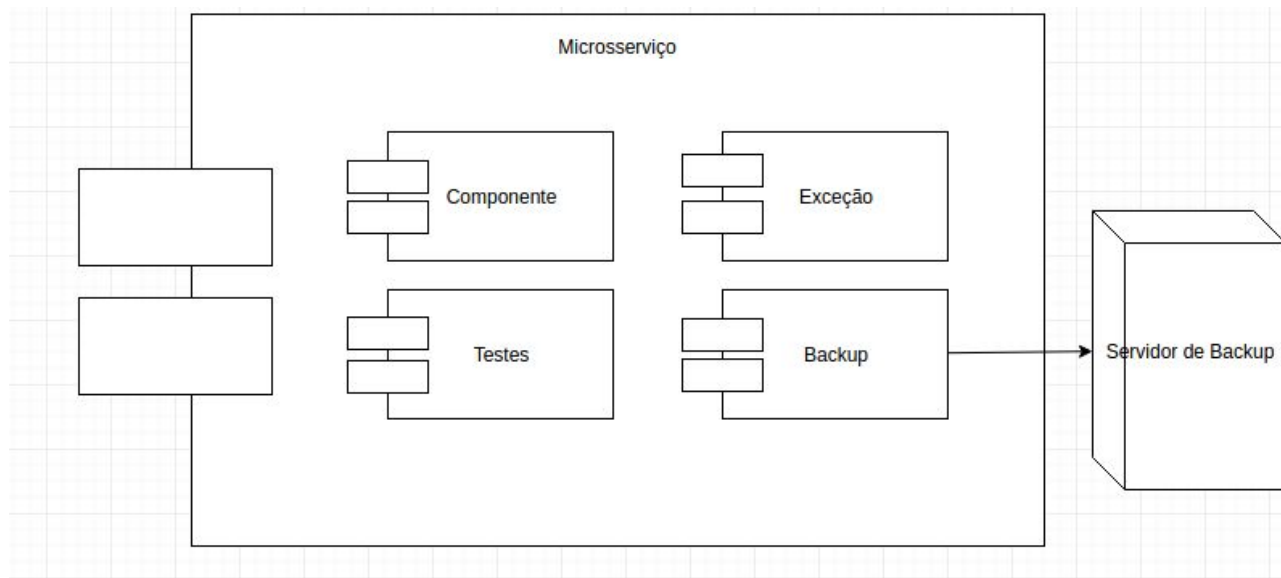 Microsserviço
Componente
Exceção
Testes
Backup
Servidor de Backup